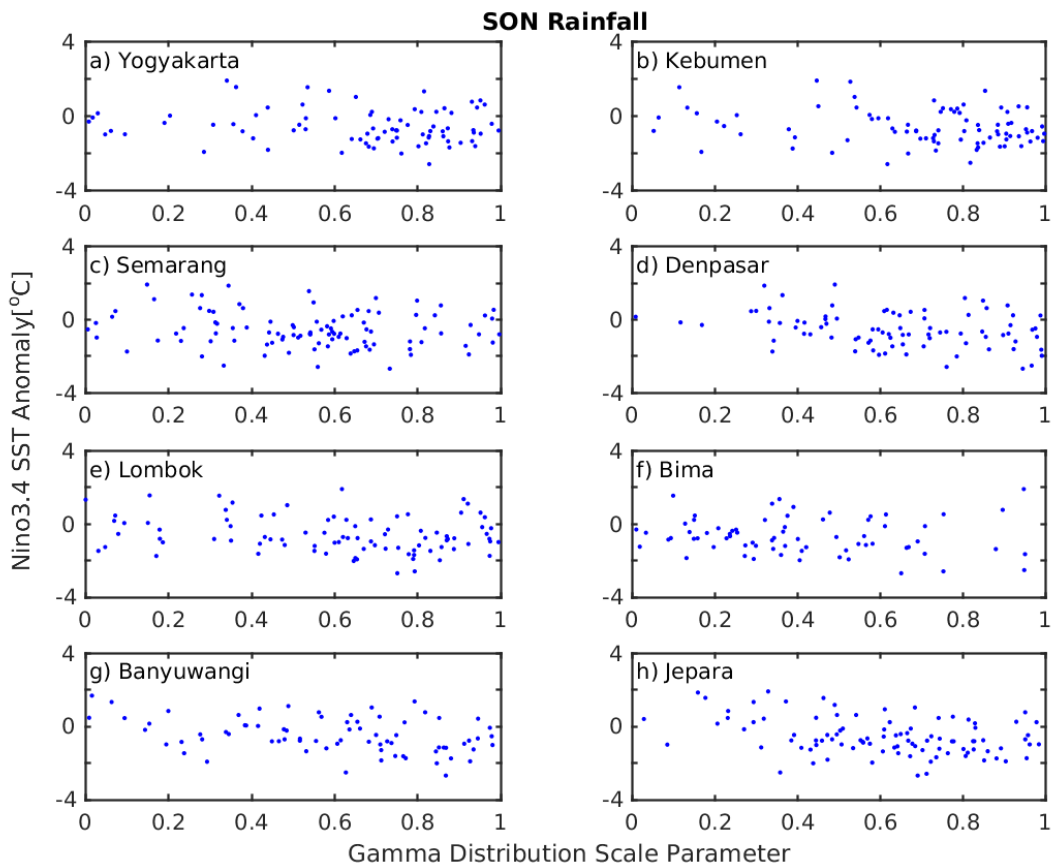 SON Rainfall
a) Yogyakarta
4
0
-4
0 0.2 0.4 0.6 0.8 1
b) Kebumen
4
0
-4
0 0.2 0.4 0.6 0.8 1
c) Semarang
4
0
-4
0 0.2 0.4 0.6 0.8 1
d) Denpasar
4
0
-4
0 0.2 0.4 0.6 0.8 1
Nino3.4 SST Anomaly[°C]
e) Lombok
4
0
-4
0 0.2 0.4 0.6 0.8 1
f) Bima
4
0
-4
0 0.2 0.4 0.6 0.8 1
g) Banyuwangi
4
0
-4
0 0.2 0.4 0.6 0.8 1
h) Jepara
4
0
-4
0 0.2 0.4 0.6 0.8 1
Gamma Distribution Scale Parameter